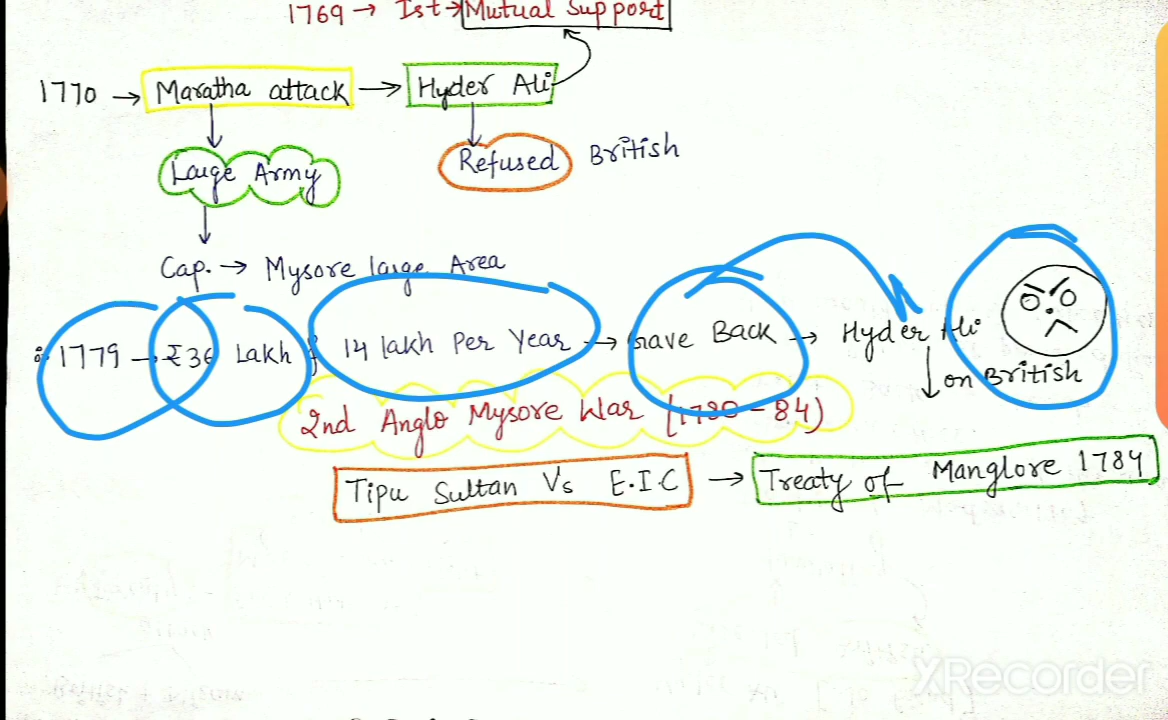 1769 → Ist → Mutual Support
1770 → Maratha attack → Hyder Ali
Large Army
Refused British
Cap. → Mysore large Area
1779 → ₹36 Lakh 14 lakh Per Year → Gave Back → Hyder Ali
on British
2nd Anglo Mysore War (1780-84)
Tipu Sultan Vs E.I.C → Treaty of Manglore 1784
XRecorder